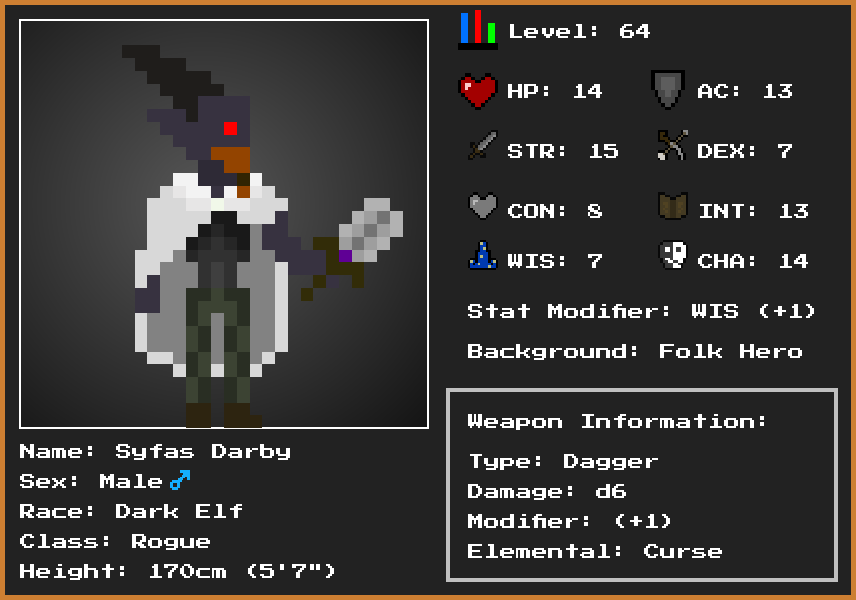 Level: 64
HP: 14
AC: 13
STR: 15
DEX: 7
CON: 8
INT: 13
WIS: 7
CHA: 14
Stat Modifier: WIS (+1)
Background: Folk Hero
Weapon Information:
Type: Dagger
Damage: d6
Modifier: (+1)
Elemental: Curse
Name: Syfas Darby
Sex: Male ♂
Race: Dark Elf
Class: Rogue
Height: 170cm (5'7")